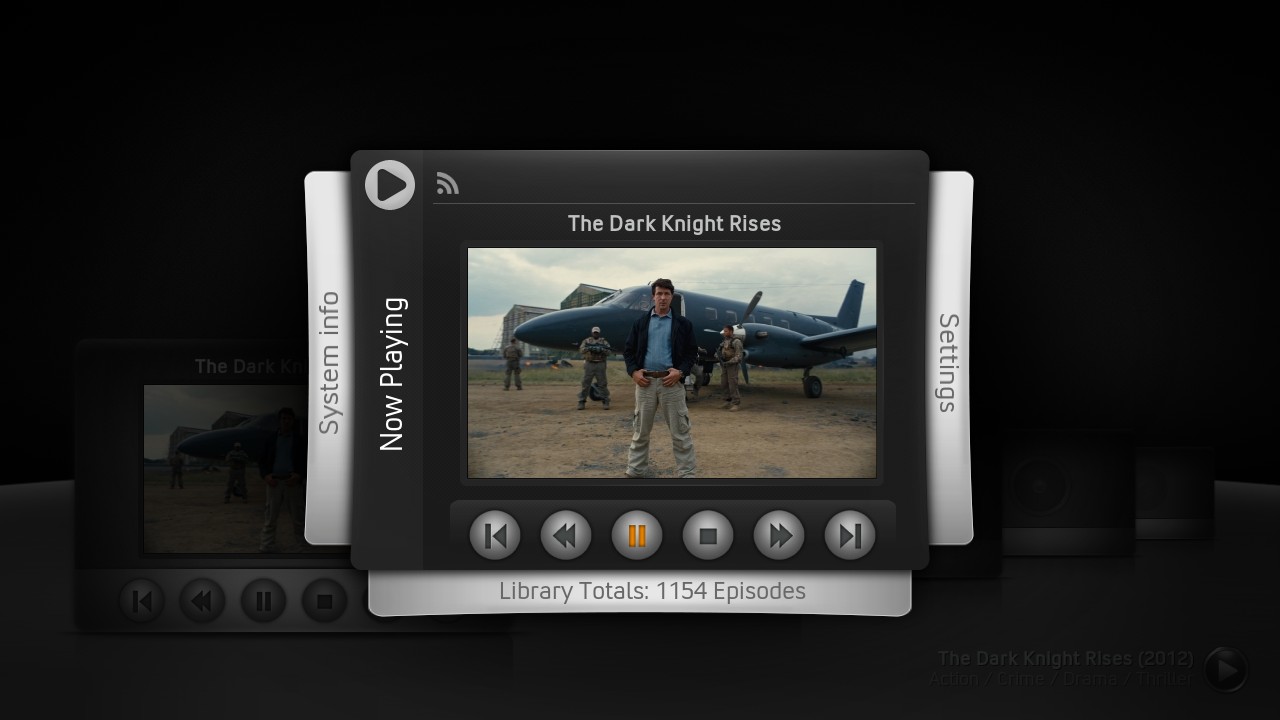 The Dark Knight Rises
System info
Now Playing
Settings
The Dark Kn
Library Totals: 1154 Episodes
The Dark Knight Rises (2012)
Action / Crime / Drama / Thriller